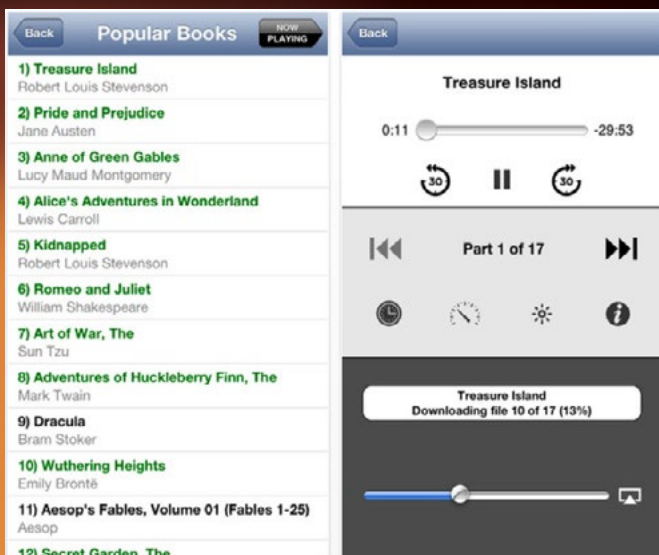 Back
Popular Books
NOW
PLAYING
1) Treasure Island
Robert Louis Stevenson
2) Pride and Prejudice
Jane Austen
3) Anne of Green Gables
Lucy Maud Montgomery
4) Alice's Adventures in Wonderland
Lewis Carroll
5) Kidnapped
Robert Louis Stevenson
6) Romeo and Juliet
William Shakespeare
7) Art of War, The
Sun Tzu
8) Adventures of Huckleberry Finn, The
Mark Twain
9) Dracula
Bram Stoker
10) Wuthering Heights
Emily Brontë
11) Aesop's Fables, Volume 01 (Fables 1-25)
Aesop
12) Secret Garden, The
Back
Treasure Island
0:11
-29:53
30
30
Part 1 of 17
Treasure Island
Downloading file 10 of 17 (13%)